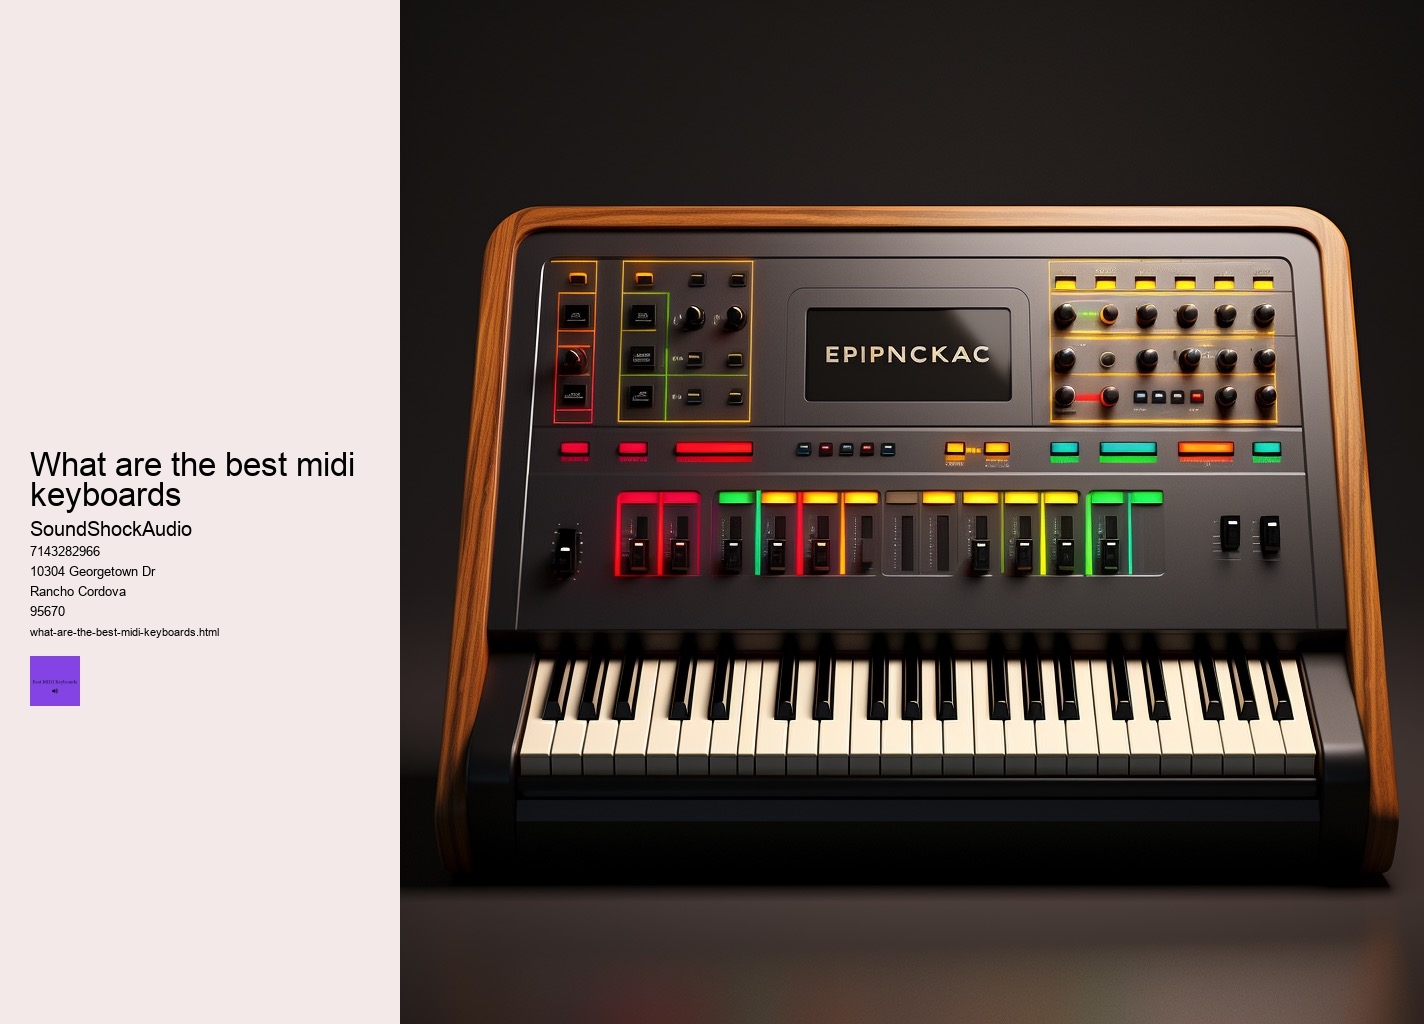 What are the best midi
keyboards
SoundShockAudio
7143282966
10304 Georgetown Dr
Rancho Cordova
95670
what-are-the-best-midi-keyboards.html
Best MIDI Keyboards
EPIPNCKAC